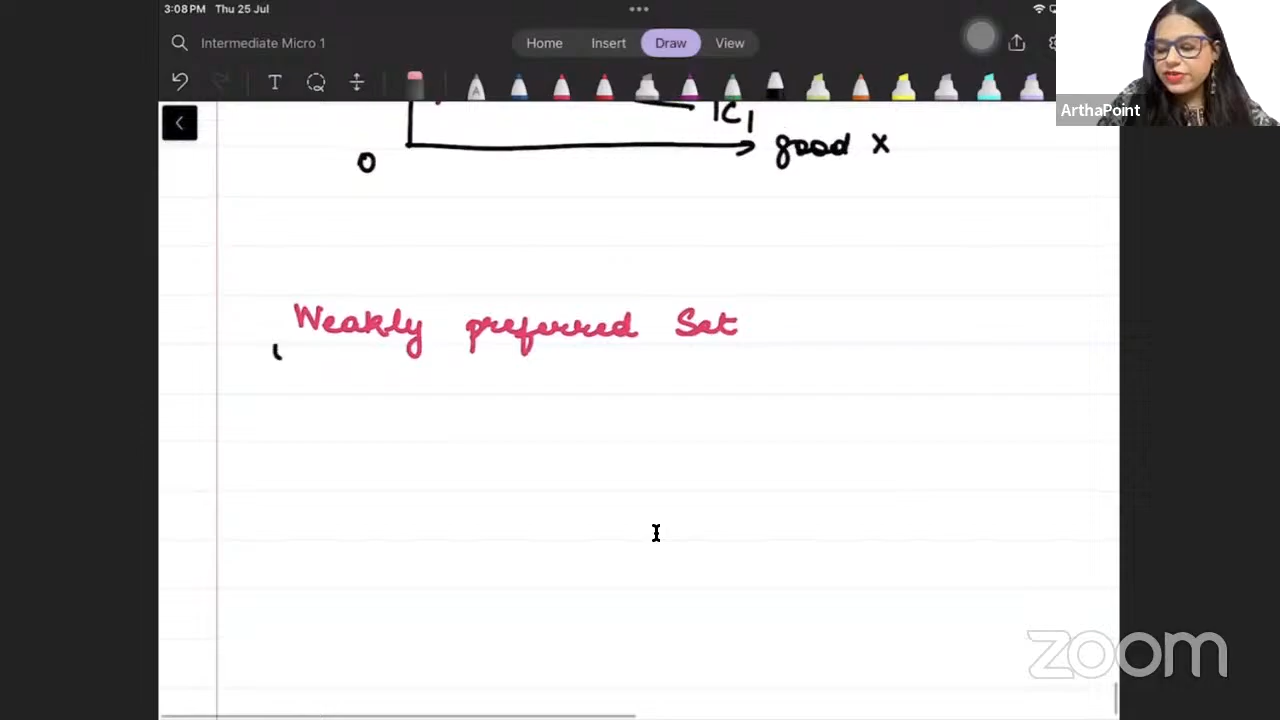 3:08 PM Thu 25 Jul
Intermediate Micro 1
Home Insert Draw View
ArthaPoint
T
A
IC1
0
good x
Weakly preferred Set
zoom